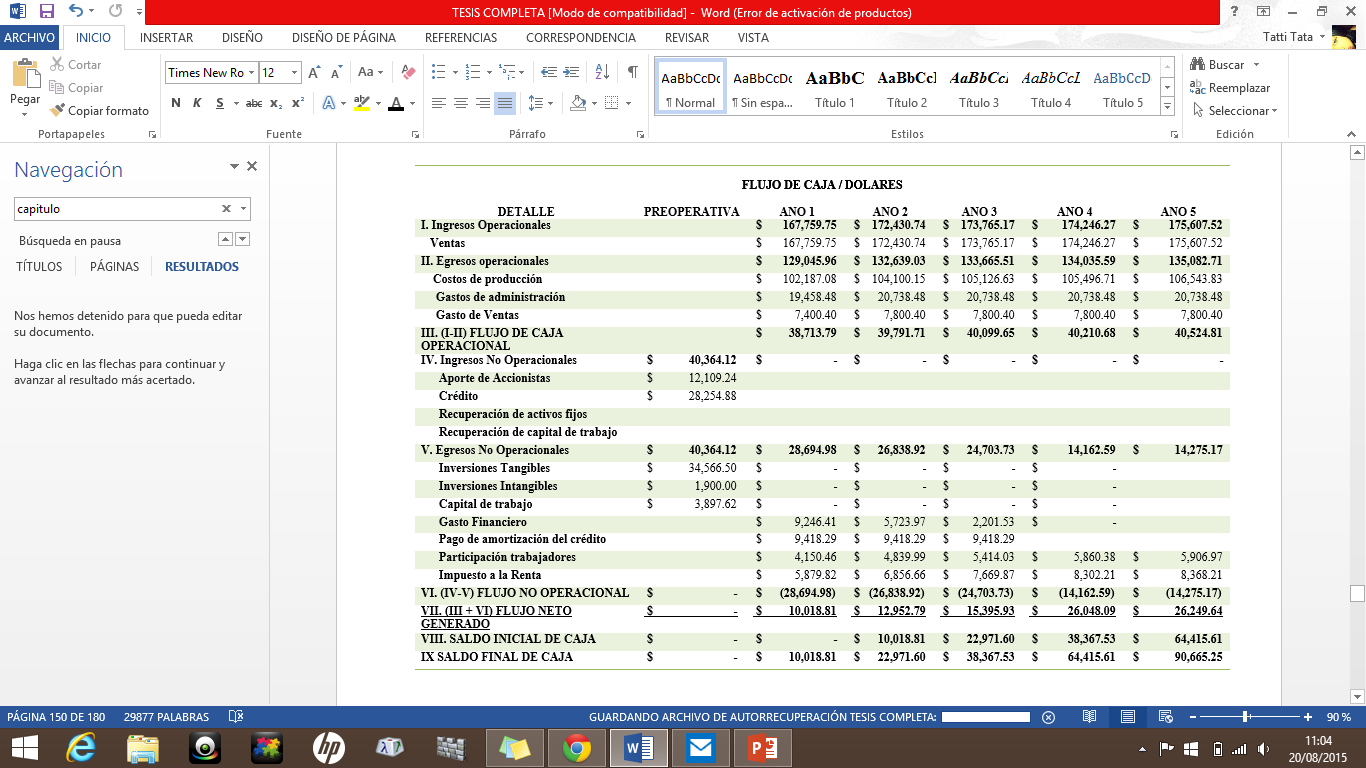 TESIS COMPLETA [Modo de compatibilidad] - Word (Error de activación de productos)
ARCHIVO INICIO INSERTAR DISEÑO DISEÑO DE PÁGINA REFERENCIAS CORRESPONDENCIA REVISAR VISTA Tatti Tata
Pegar
Cortar
Copiar
Copiar formato
Portapapeles
Times New Ro 12
N K S abc x₂ x²
Fuente
Párrafo
AaBbCcDc AaBbCcDc AaBbC AaBbCcI AaBbCcI AaBbCcI AaBbCcD
¶ Normal ¶ Sin espa... Título 1 Título 2 Título 3 Título 4 Título 5
Estilos
Buscar
Reemplazar
Seleccionar
Edición
Navegación
capitulo
Búsqueda en pausa
TÍTULOS PÁGINAS RESULTADOS
Nos hemos detenido para que pueda editar
su documento.
Haga clic en las flechas para continuar y
avanzar al resultado más acertado.
FLUJO DE CAJA / DOLARES
DETALLE PREOPERATIVA ANO 1 ANO 2 ANO 3 ANO 4 ANO 5
I. Ingresos Operacionales $ 167,759.75 $ 172,430.74 $ 173,765.17 $ 174,246.27 $ 175,607.52
Ventas $ 167,759.75 $ 172,430.74 $ 173,765.17 $ 174,246.27 $ 175,607.52
II. Egresos operacionales $ 129,045.96 $ 132,639.03 $ 133,665.51 $ 134,035.59 $ 135,082.71
Costos de producción $ 102,187.08 $ 104,100.15 $ 105,126.63 $ 105,496.71 $ 106,543.83
Gastos de administración $ 19,458.48 $ 20,738.48 $ 20,738.48 $ 20,738.48 $ 20,738.48
Gasto de Ventas $ 7,400.40 $ 7,800.40 $ 7,800.40 $ 7,800.40 $ 7,800.40
III. (I-II) FLUJO DE CAJA $ 38,713.79 $ 39,791.71 $ 40,099.65 $ 40,210.68 $ 40,524.81
OPERACIONAL
IV. Ingresos No Operacionales $ 40,364.12 $ - $ - $ - $ - $ -
Aporte de Accionistas $ 12,109.24
Crédito $ 28,254.88
Recuperación de activos fijos
Recuperación de capital de trabajo
V. Egresos No Operacionales $ 40,364.12 $ 28,694.98 $ 26,838.92 $ 24,703.73 $ 14,162.59 $ 14,275.17
Inversiones Tangibles $ 34,566.50 $ - $ - $ - $ -
Inversiones Intangibles $ 1,900.00 $ - $ - $ - $ -
Capital de trabajo $ 3,897.62 $ - $ - $ - $ -
Gasto Financiero $ 9,246.41 $ 5,723.97 $ 2,201.53 $ -
Pago de amortización del crédito $ 9,418.29 $ 9,418.29 $ 9,418.29
Participación trabajadores $ 4,150.46 $ 4,839.99 $ 5,414.03 $ 5,860.38 $ 5,906.97
Impuesto a la Renta $ 5,879.82 $ 6,856.66 $ 7,669.87 $ 8,302.21 $ 8,368.21
VI. (IV-V) FLUJO NO OPERACIONAL $ - $ (28,694.98) $ (26,838.92) $ (24,703.73) $ (14,162.59) $ (14,275.17)
VII. (III + VI) FLUJO NETO $ - $ 10,018.81 $ 12,952.79 $ 15,395.93 $ 26,048.09 $ 26,249.64
GENERADO
VIII. SALDO INICIAL DE CAJA $ - $ - $ 10,018.81 $ 22,971.60 $ 38,367.53 $ 64,415.61
IX SALDO FINAL DE CAJA $ - $ 10,018.81 $ 22,971.60 $ 38,367.53 $ 64,415.61 $ 90,665.25
PÁGINA 150 DE 180 29877 PALABRAS GUARDANDO ARCHIVO DE AUTORRECUPERACIÓN TESIS COMPLETA: 90 %
11:04
20/08/2015